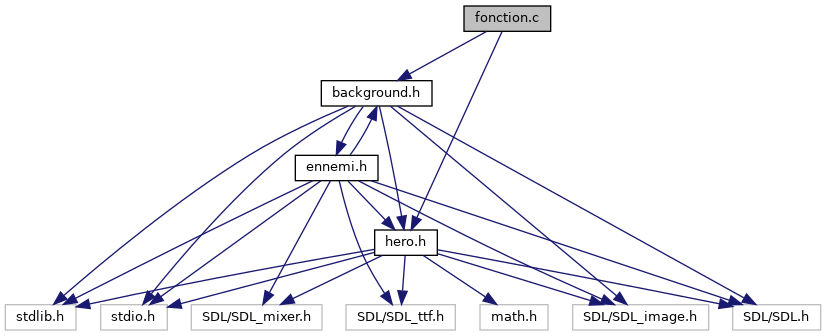 fonction.c
background.h
ennemi.h
hero.h
stdlib.h
stdio.h
SDL/SDL_mixer.h
SDL/SDL_ttf.h
math.h
SDL/SDL_image.h
SDL/SDL.h